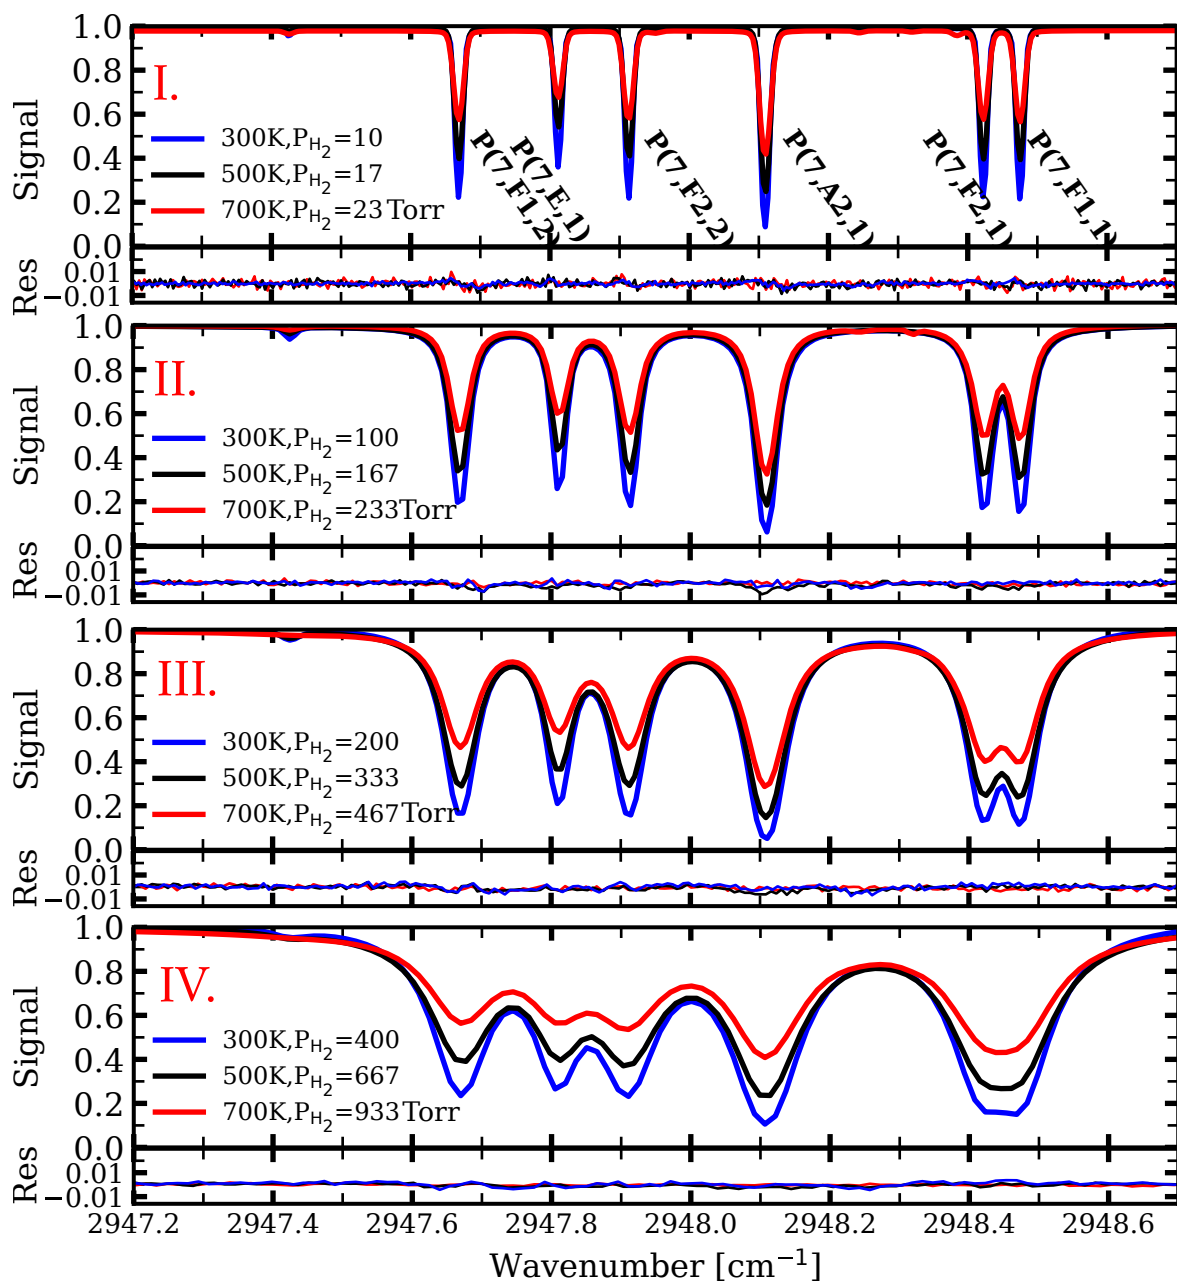 1.0
0.8
0.6
0.4
0.2
0.0
Signal
I.
300K,P_H₂=10
500K,P_H₂=17
700K,P_H₂=23 Torr
P(7,F1,2)
P(7,E,1)
P(7,F2,2)
P(7,A2,1)
P(7,F2,1)
P(7,F1,1)
Res
0.01
−0.01
1.0
0.8
0.6
0.4
0.2
0.0
Signal
II.
300K,P_H₂=100
500K,P_H₂=167
700K,P_H₂=233Torr
Res
0.01
−0.01
1.0
0.8
0.6
0.4
0.2
0.0
Signal
III.
300K,P_H₂=200
500K,P_H₂=333
700K,P_H₂=467Torr
Res
0.01
−0.01
1.0
0.8
0.6
0.4
0.2
0.0
Signal
IV.
300K,P_H₂=400
500K,P_H₂=667
700K,P_H₂=933Torr
Res
0.01
−0.01
2947.2 2947.4 2947.6 2947.8 2948.0 2948.2 2948.4 2948.6
Wavenumber [cm⁻¹]